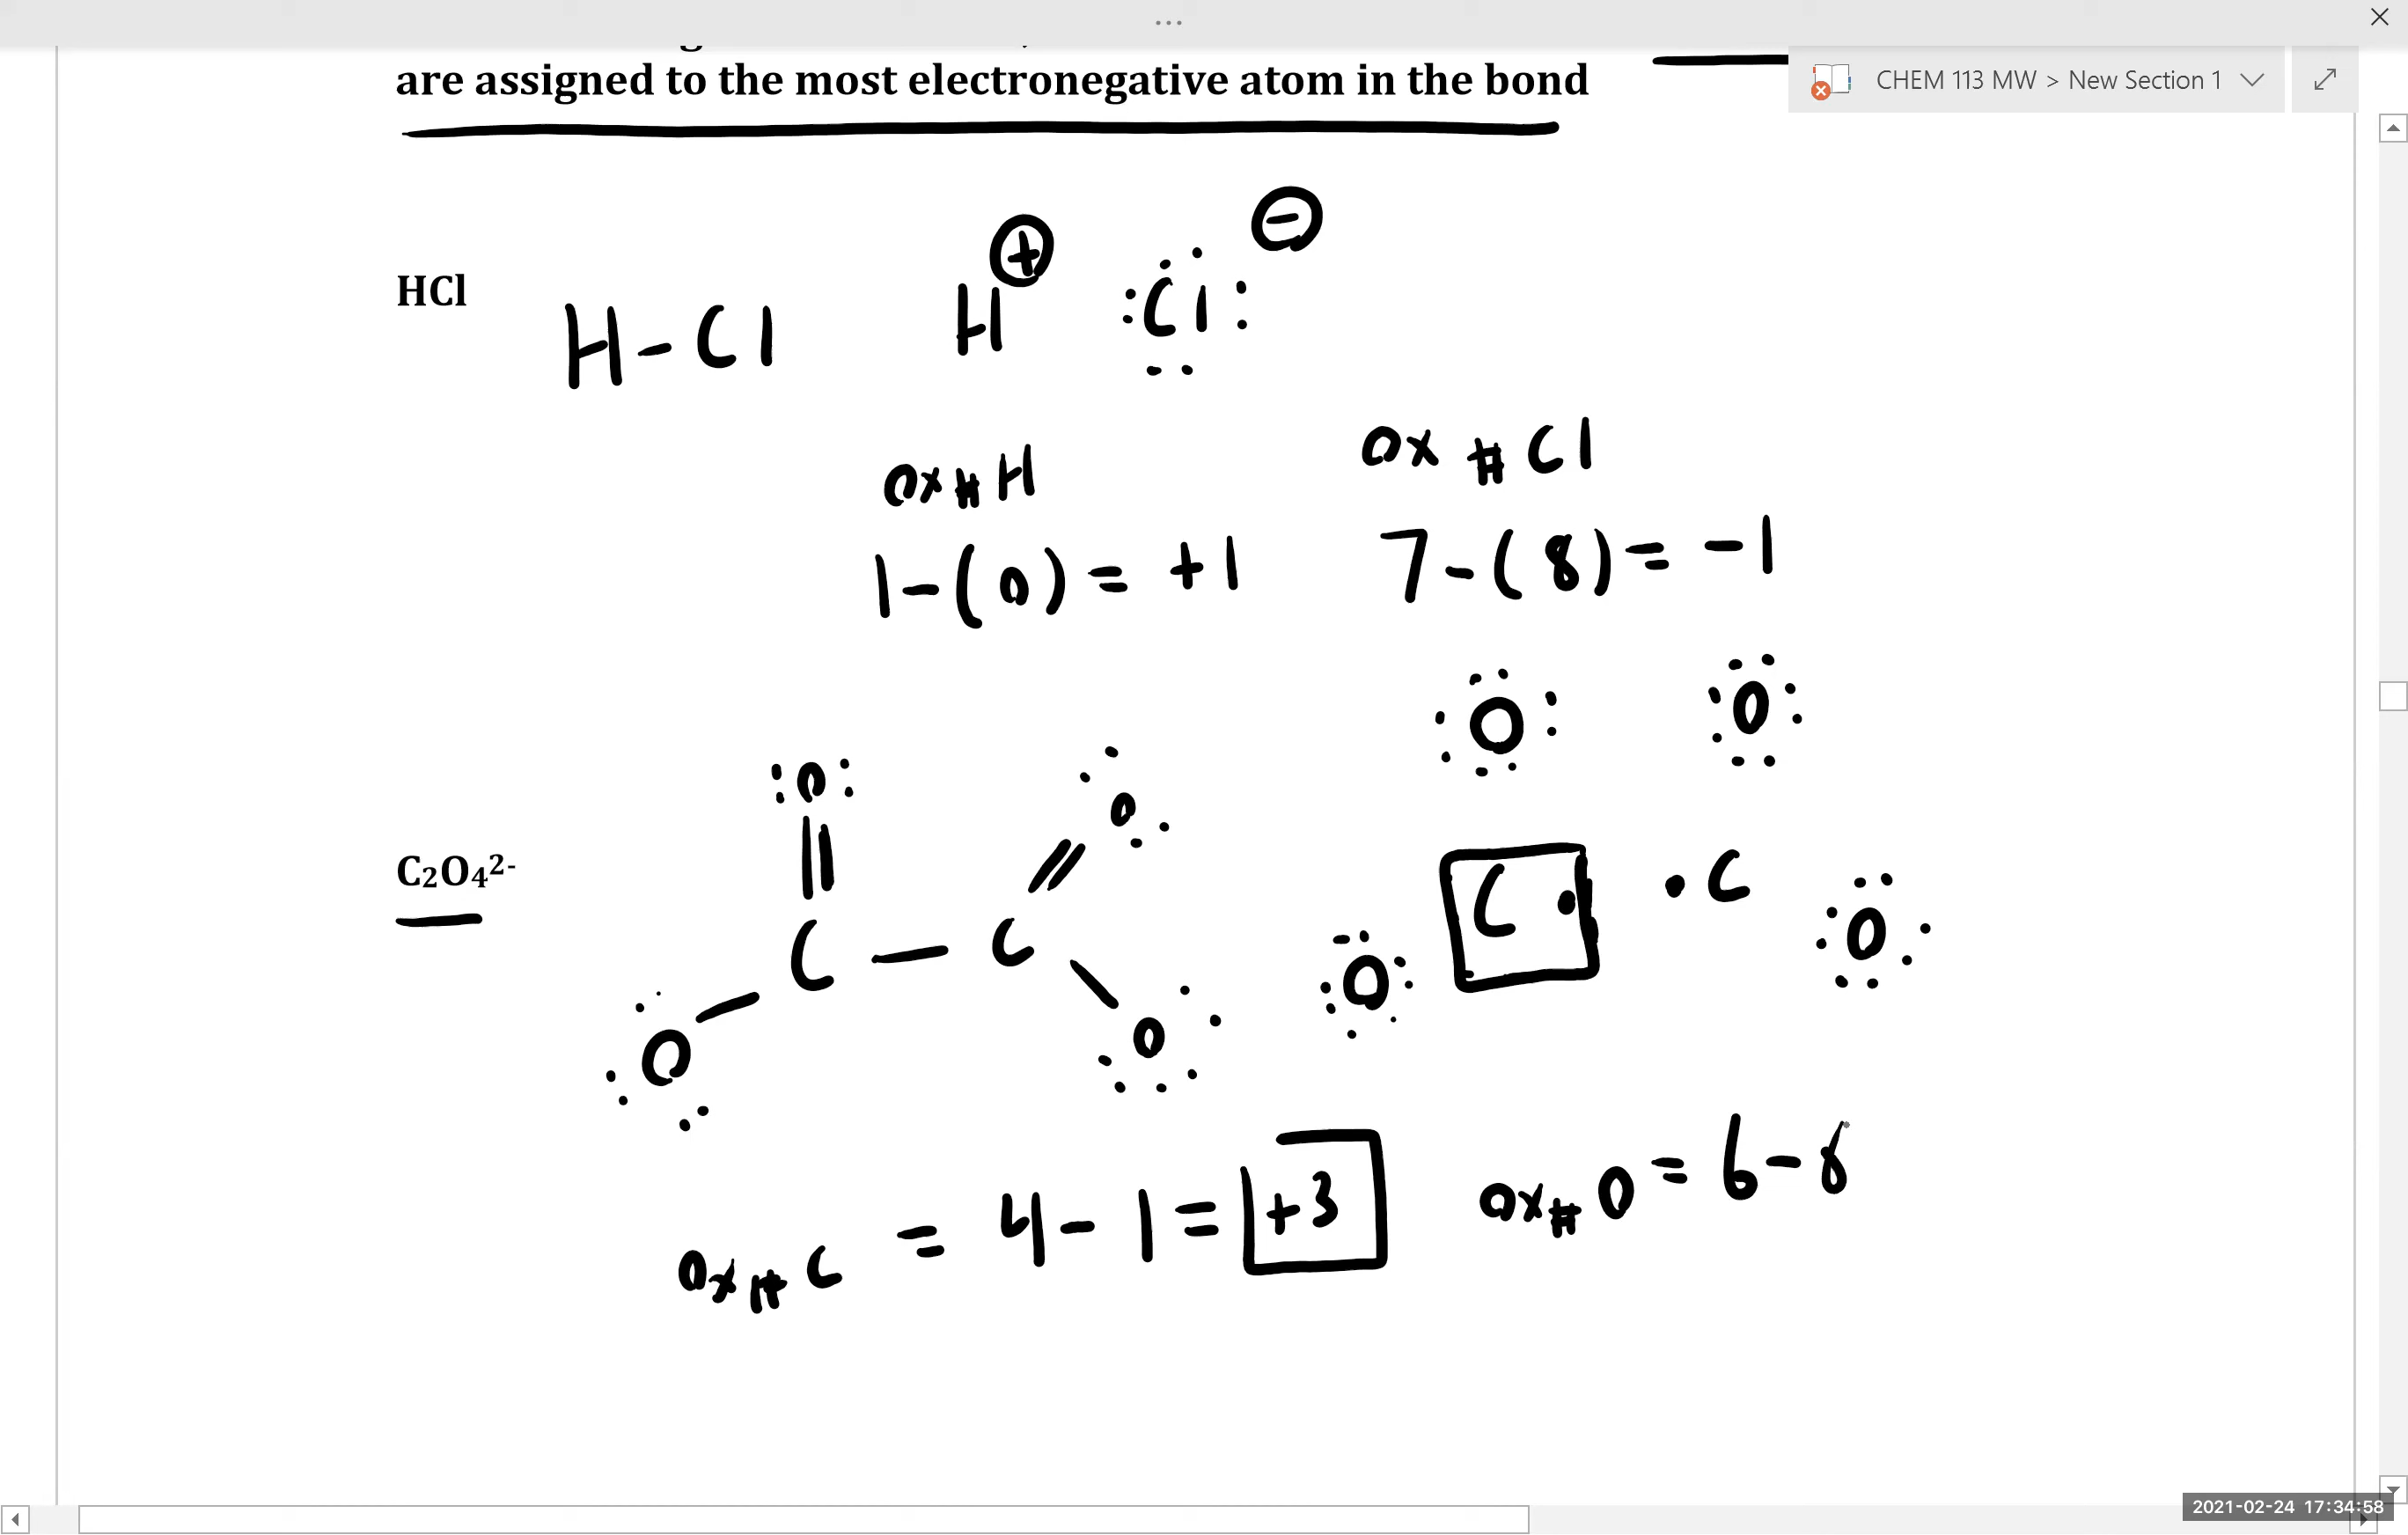 ...
are assigned to the most electronegative atom in the bond
CHEM 113 MW > New Section 1
HCl
H-Cl
H ⊕ :Cl: ⊖
ox # H
ox # Cl
1-(0) = +1
7-(8) = -1
C₂O₄²⁻
:O: O
C - C
O O
:O: :O:
C· ·C
:O: :O:
ox # C = 4-1 = +3
ox # O = 6-8
2021-02-24 17:34:58